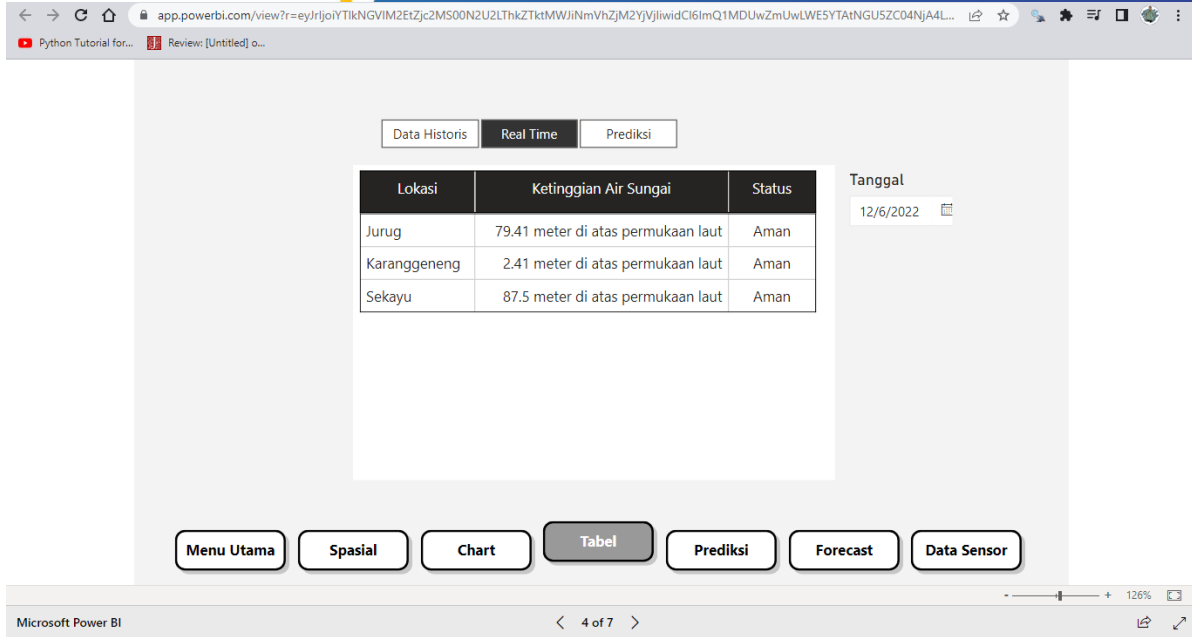 app.powerbi.com/view?r=eyJrIjoiYTlkNGVlM2EtZjc2MS00N2U2LThkZTktMWJiNmVhZjM2YjVjIiwidCI6ImQ1MDUwZmUwLWE5YTAtNGU5ZC04NjA4L...
Python Tutorial for... Review: [Untitled] o...
Data Historis Real Time Prediksi
Lokasi Ketinggian Air Sungai Status
Tanggal
12/6/2022
Jurug 79.41 meter di atas permukaan laut Aman
Karanggeneng 2.41 meter di atas permukaan laut Aman
Sekayu 87.5 meter di atas permukaan laut Aman
Menu Utama Spasial Chart Tabel Prediksi Forecast Data Sensor
- + 126%
Microsoft Power BI 4 of 7